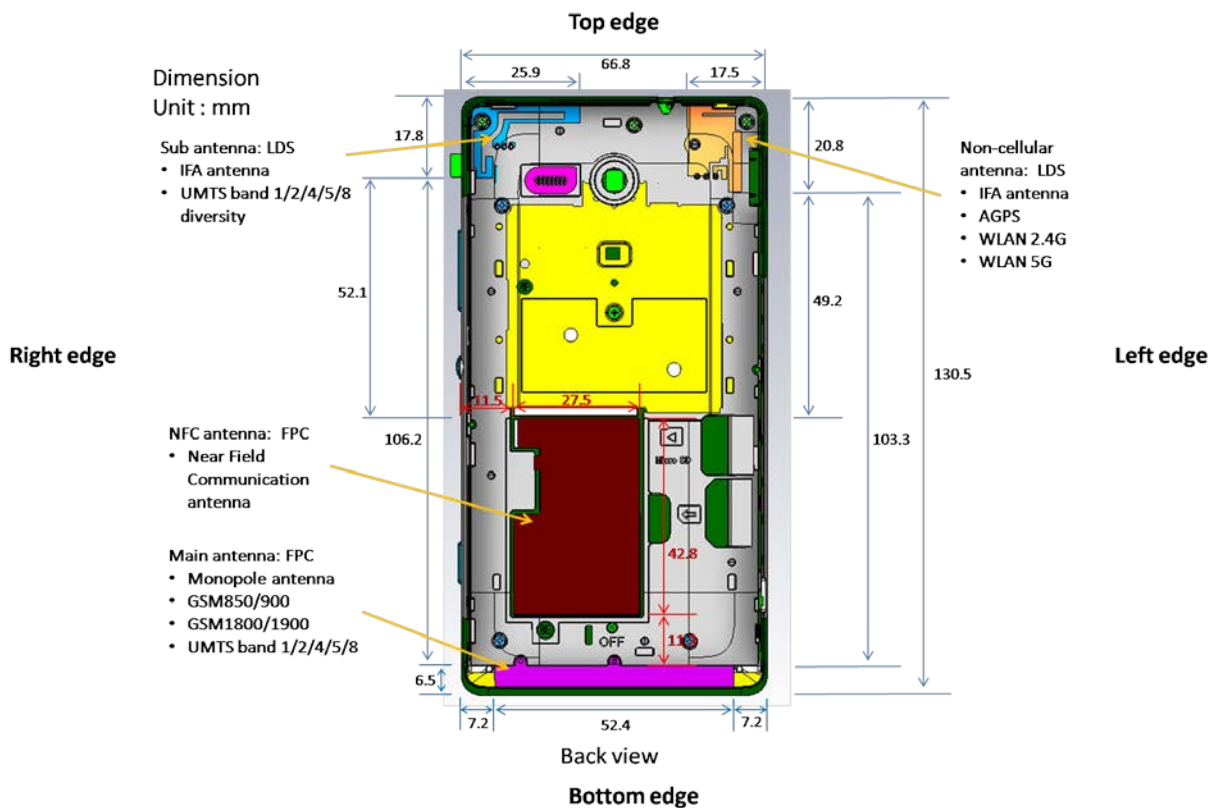 Top edge
66.8
25.9
17.5
Dimension
Unit : mm
17.8
20.8
Sub antenna: LDS
• IFA antenna
• UMTS band 1/2/4/5/8
diversity
Non-cellular
antenna: LDS
• IFA antenna
• AGPS
• WLAN 2.4G
• WLAN 5G
52.1
49.2
Right edge
Left edge
130.5
11.5
27.5
106.2
103.3
NFC antenna: FPC
• Near Field
Communication
antenna
Micro SD
42.8
Main antenna: FPC
• Monopole antenna
• GSM850/900
• GSM1800/1900
• UMTS band 1/2/4/5/8
OFF
6.5
7.2
52.4
7.2
Back view
Bottom edge